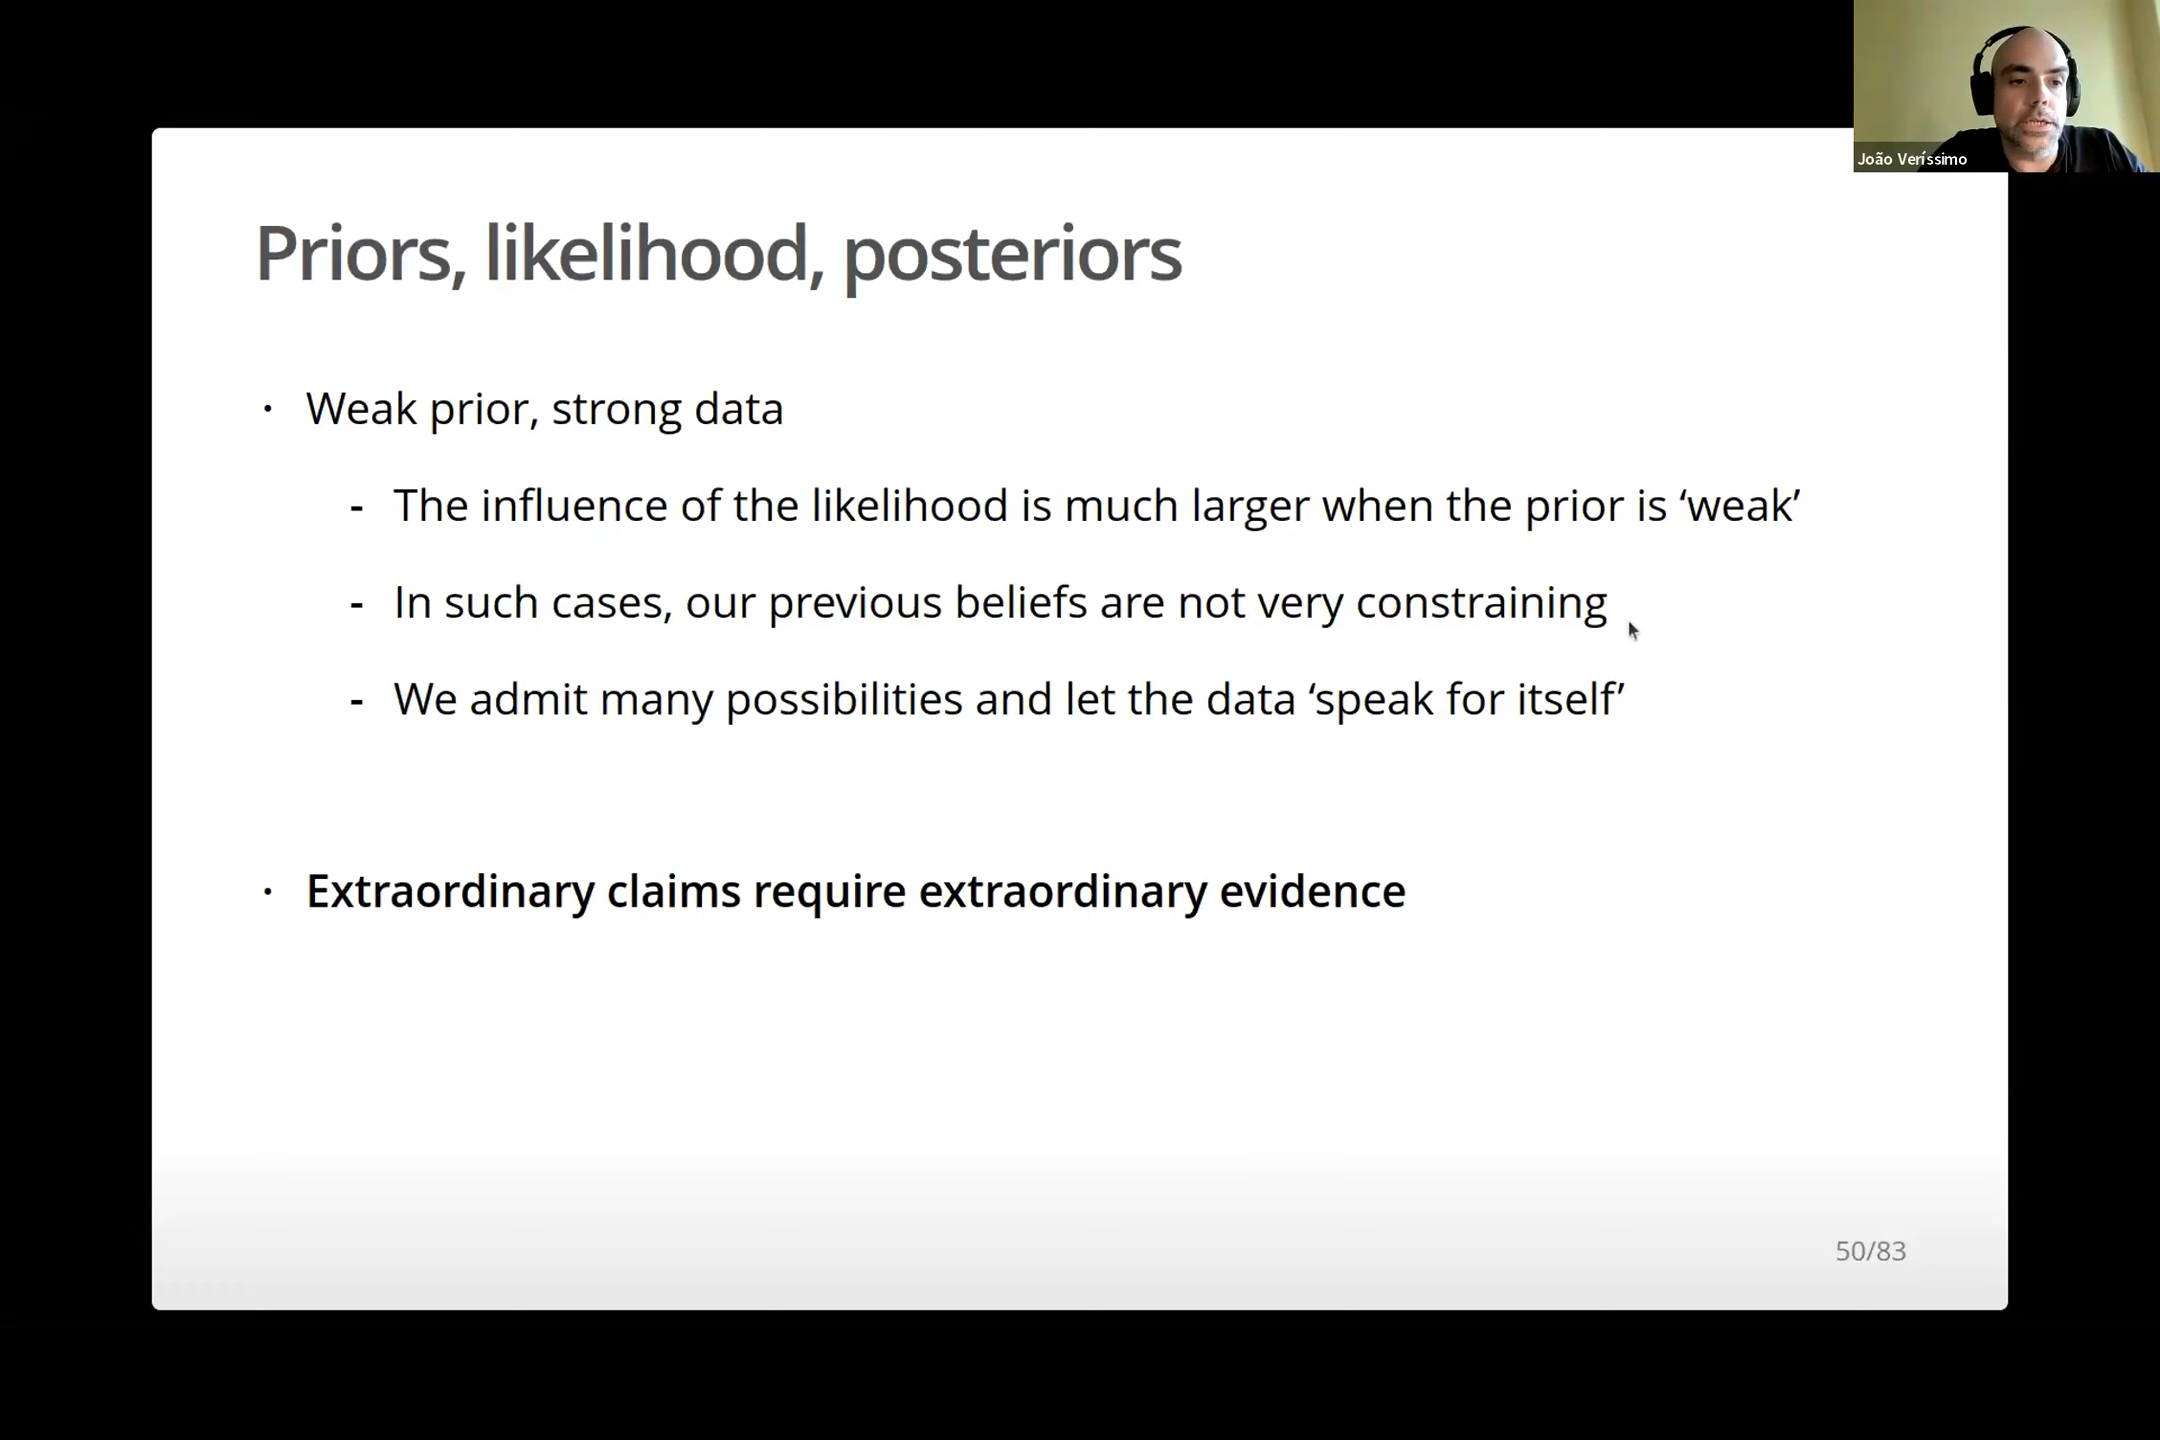 João Veríssimo
Priors, likelihood, posteriors
· Weak prior, strong data
- The influence of the likelihood is much larger when the prior is ‘weak’
- In such cases, our previous beliefs are not very constraining
- We admit many possibilities and let the data ‘speak for itself’
· Extraordinary claims require extraordinary evidence
50/83